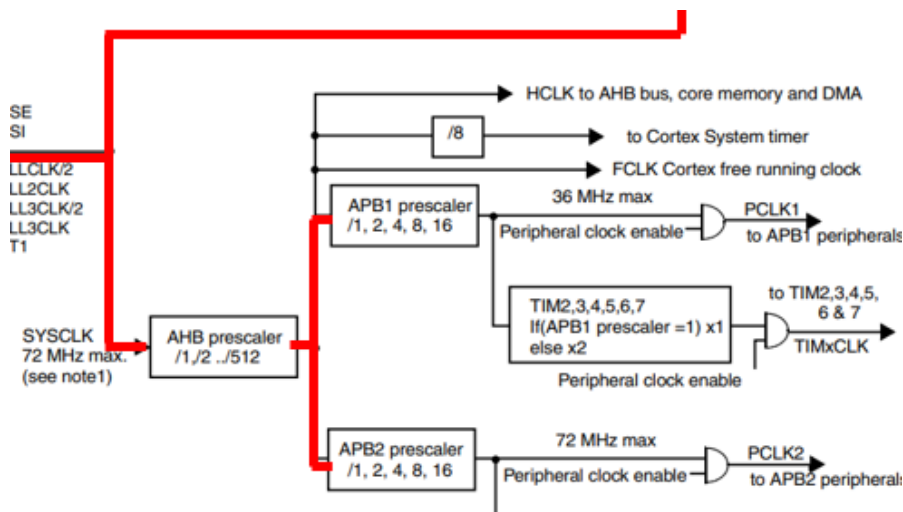 SE
SI
LLCLK/2
LL2CLK
LL3CLK/2
LL3CLK
T1
SYSCLK
72 MHz max.
(see note1)
AHB prescaler
/1,/2 ../512
HCLK to AHB bus, core memory and DMA
/8
to Cortex System timer
FCLK Cortex free running clock
APB1 prescaler
/1, 2, 4, 8, 16
36 MHz max
Peripheral clock enable
PCLK1
to APB1 peripherals
TIM2,3,4,5,6,7
If(APB1 prescaler =1) x1
else x2
to TIM2,3,4,5,
6 & 7
TIMxCLK
Peripheral clock enable
APB2 prescaler
/1, 2, 4, 8, 16
72 MHz max
Peripheral clock enable
PCLK2
to APB2 peripherals